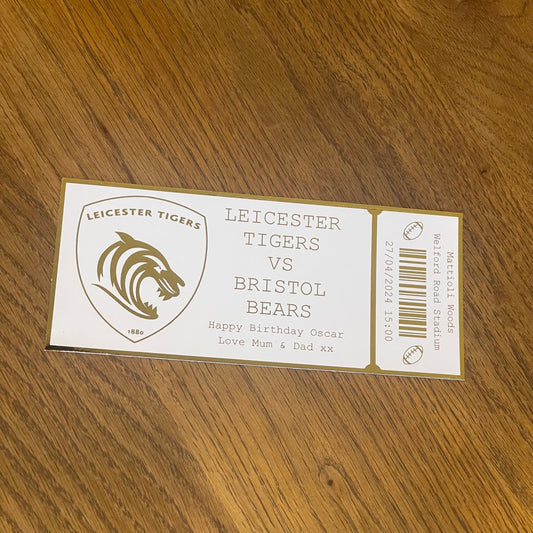 LEICESTER TIGERS
1880
LEICESTER
TIGERS
VS
BRISTOL
BEARS
Happy Birthday Oscar
Love Mum & Dad xx
Mattioli Woods
Welford Road Stadium
27/04/2024 15:00